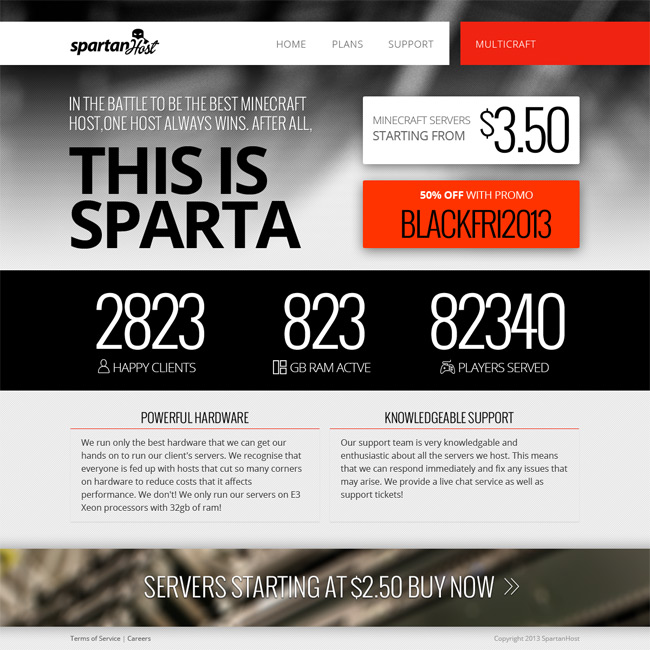 spartanHost
HOME PLANS SUPPORT MULTICRAFT
IN THE BATTLE TO BE THE BEST MINECRAFT
HOST,ONE HOST ALWAYS WINS. AFTER ALL,
THIS IS
SPARTA
MINECRAFT SERVERS
STARTING FROM
$3.50
50% OFF WITH PROMO
BLACKFRI2013
2823 823 82340
HAPPY CLIENTS GB RAM ACTVE PLAYERS SERVED
POWERFUL HARDWARE
We run only the best hardware that we can get our
hands on to run our client's servers. We recognise that
everyone is fed up with hosts that cut so many corners
on hardware to reduce costs that it affects
performance. We don't! We only run our servers on E3
Xeon processors with 32gb of ram!
KNOWLEDGEABLE SUPPORT
Our support team is very knowledgable and
enthusiastic about all the servers we host. This means
that we can respond immediately and fix any issues that
may arise. We provide a live chat service as well as
support tickets!
SERVERS STARTING AT $2.50 BUY NOW
Terms of Service | Careers
Copyright 2013 SpartanHost